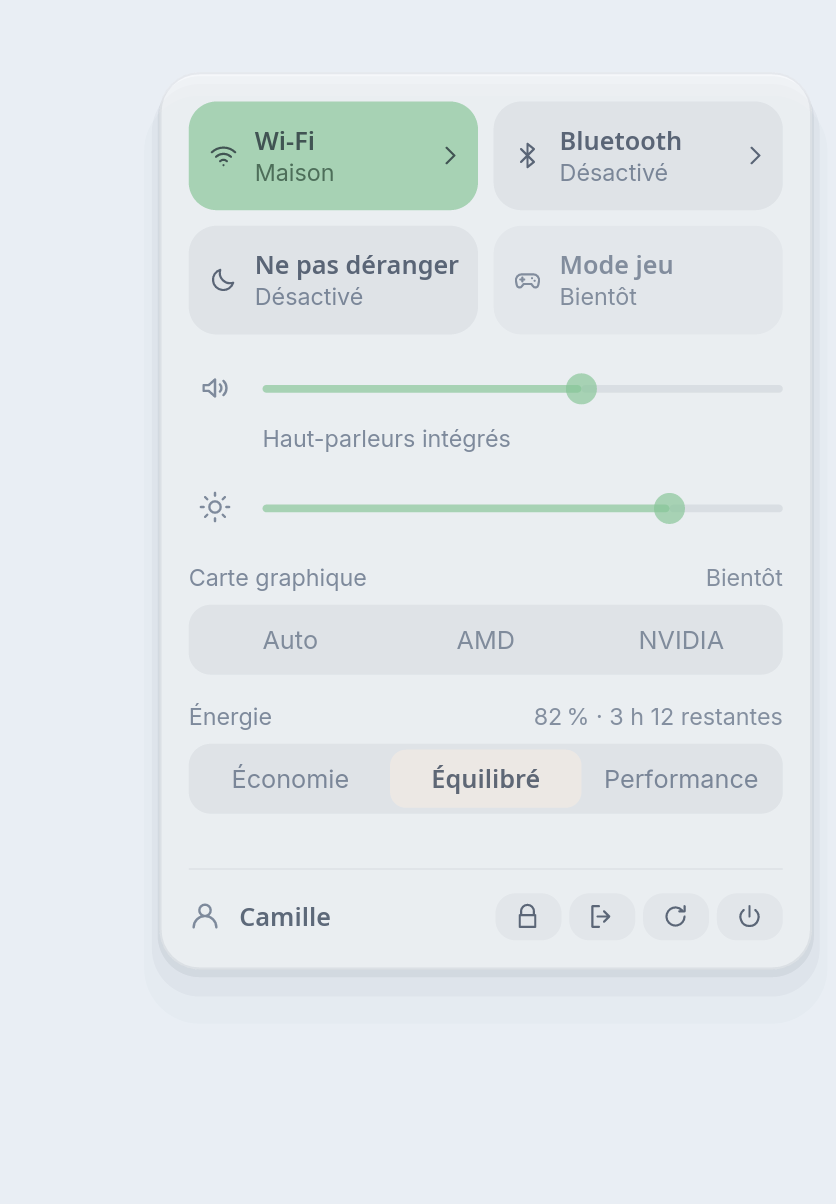 Wi-Fi
Maison
Bluetooth
Désactivé
Ne pas déranger
Désactivé
Mode jeu
Bientôt
Haut-parleurs intégrés
Carte graphique
Bientôt
Auto
AMD
NVIDIA
Énergie
82 % · 3 h 12 restantes
Économie
Équilibré
Performance
Camille